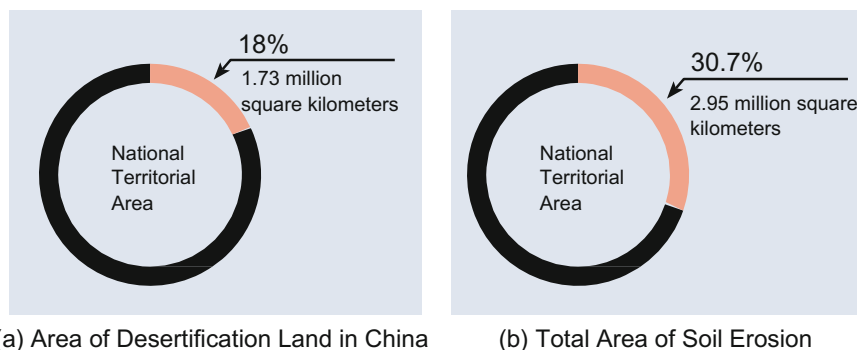 18%
1.73 million
square kilometers
National
Territorial
Area
30.7%
2.95 million square
kilometers
National
Territorial
Area
a) Area of Desertification Land in China
(b) Total Area of Soil Erosion